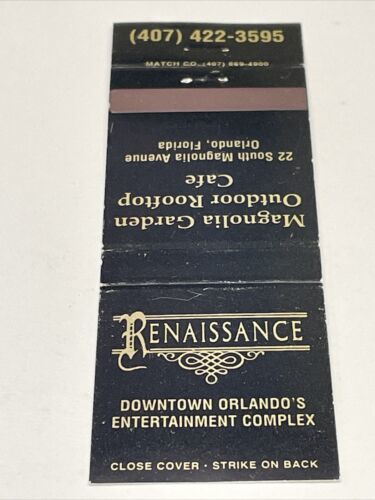 (407) 422-3595
MATCH CO. (407) 869-4900
Magnolia Garden
Outdoor Rooftop
Cafe
22 South Magnolia Avenue
Orlando, Florida
RENAISSANCE
DOWNTOWN ORLANDO'S
ENTERTAINMENT COMPLEX
CLOSE COVER · STRIKE ON BACK